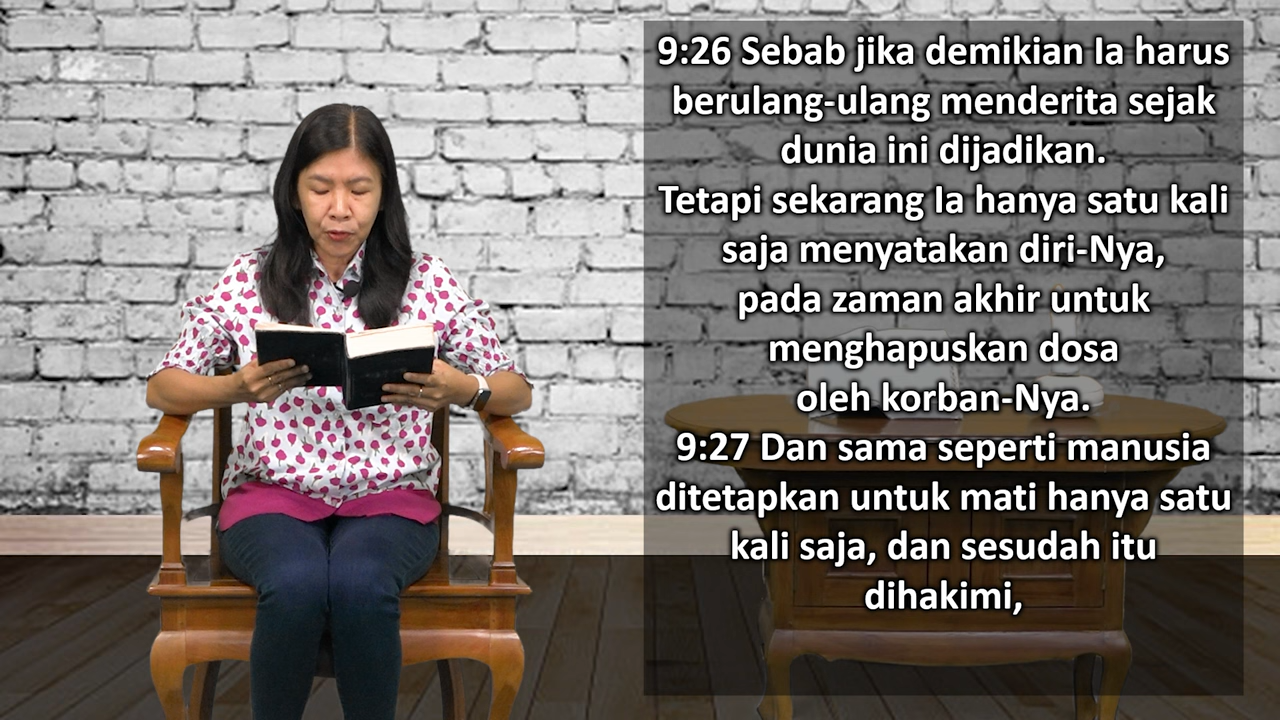 9:26 Sebab jika demikian Ia harus
berulang-ulang menderita sejak
dunia ini dijadikan.
Tetapi sekarang Ia hanya satu kali
saja menyatakan diri-Nya,
pada zaman akhir untuk
menghapuskan dosa
oleh korban-Nya.
9:27 Dan sama seperti manusia
ditetapkan untuk mati hanya satu
kali saja, dan sesudah itu
dihakimi,